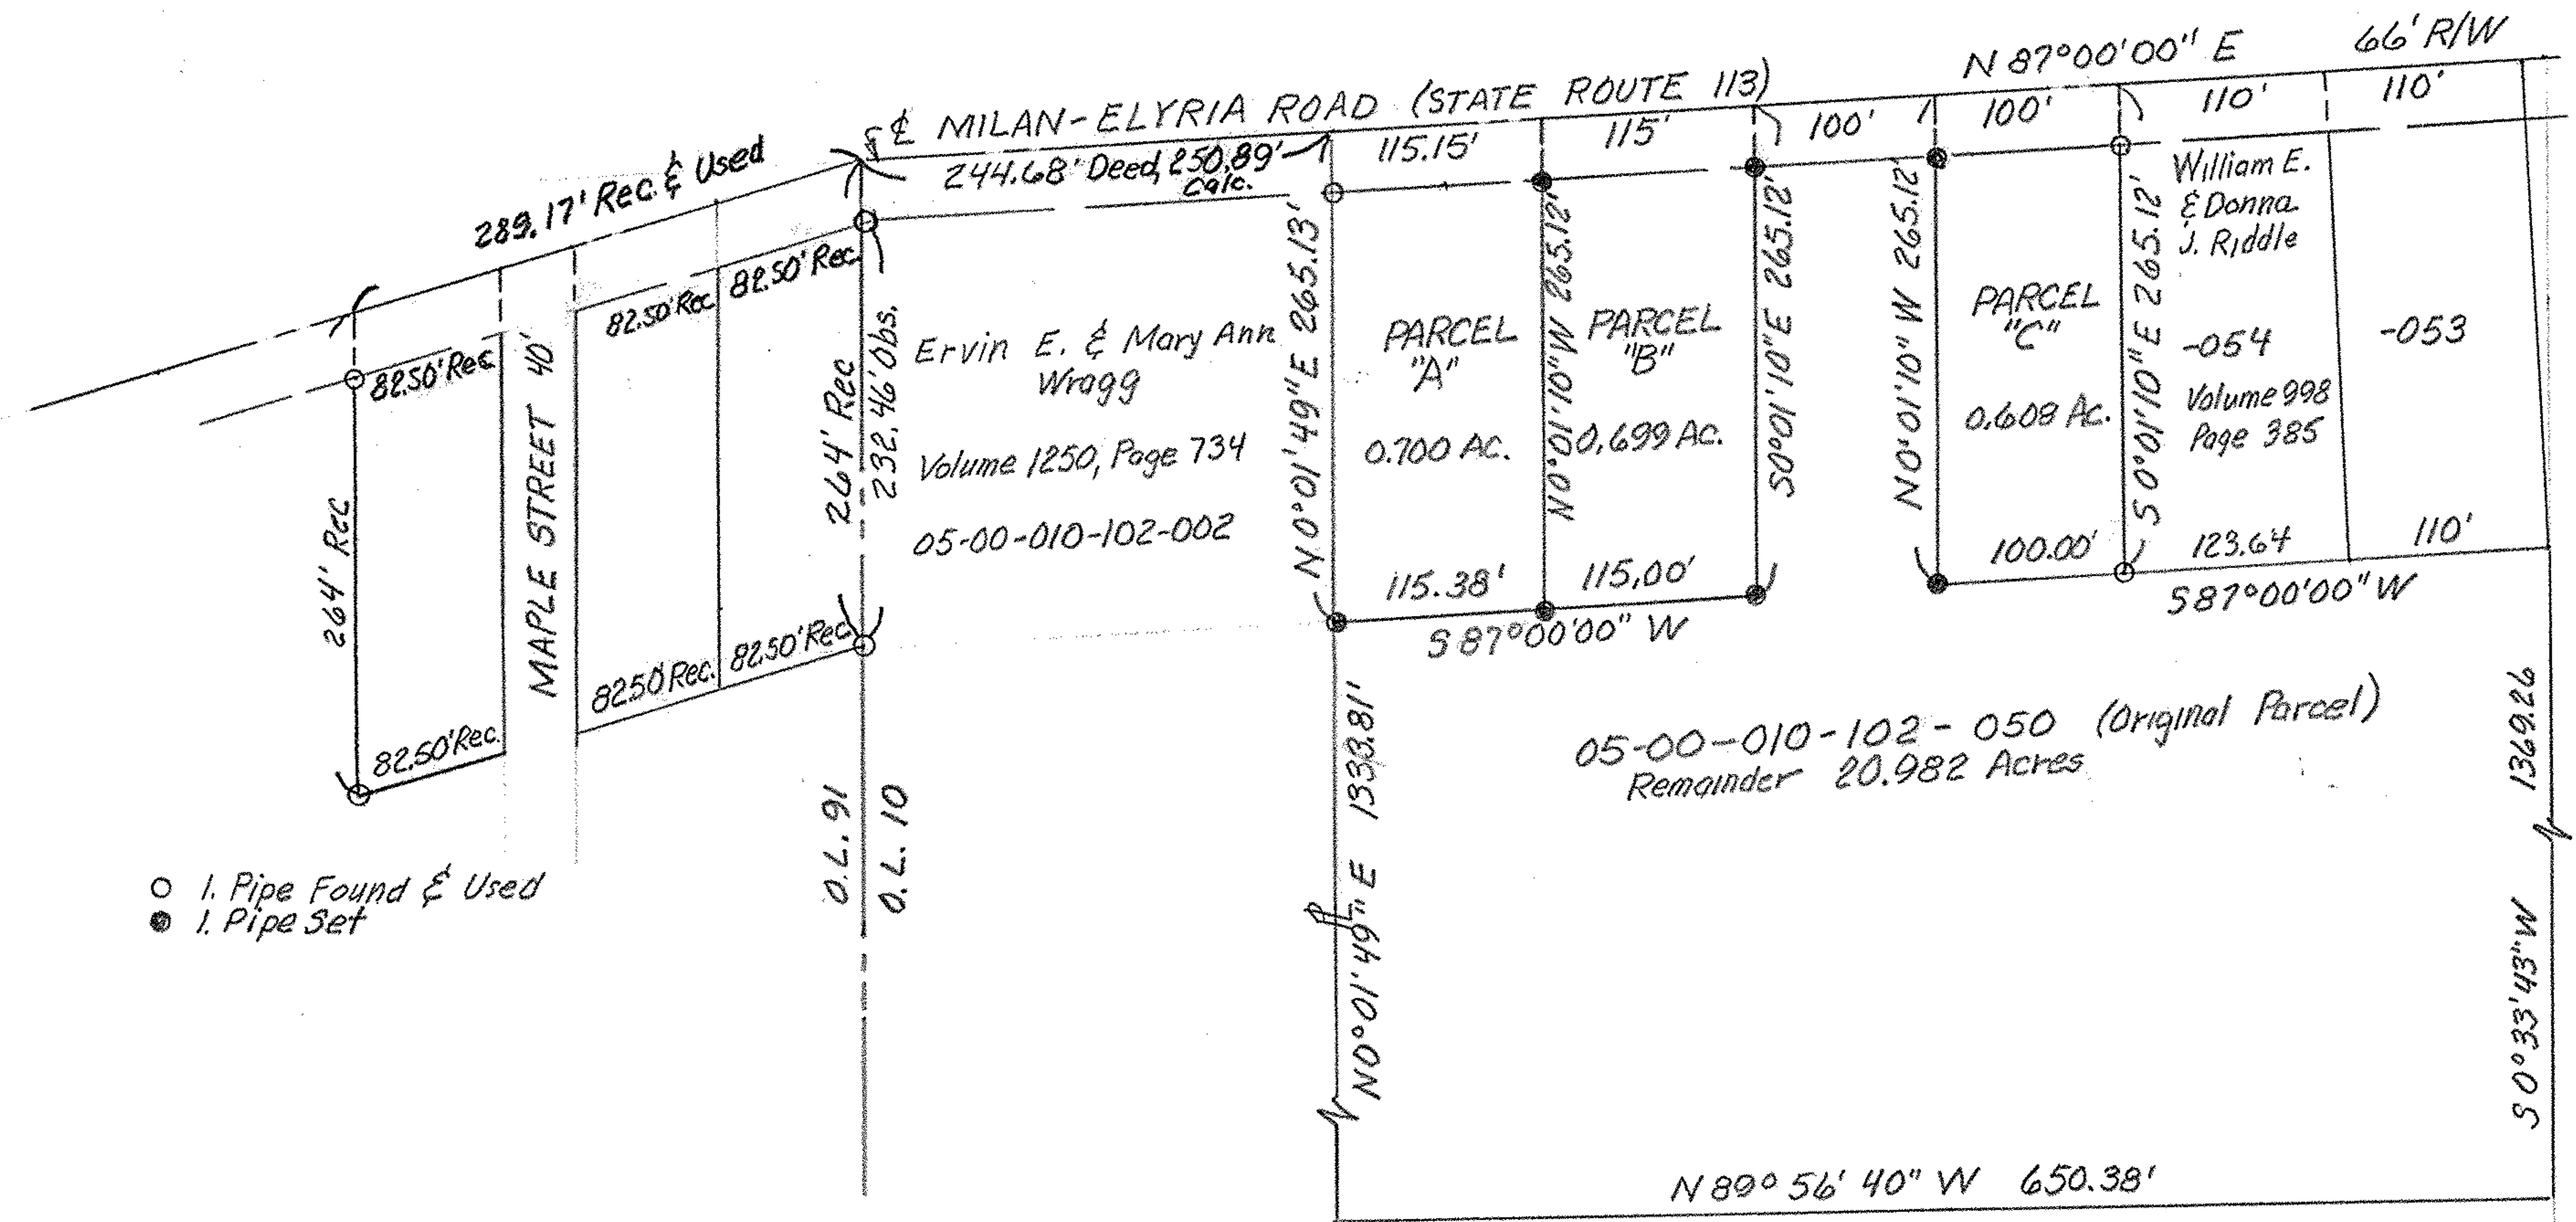 N 87°00'00" E 66' R/W
₵ MILAN-ELYRIA ROAD (STATE ROUTE 113)
289.17' Rec. & Used
244.68' Deed, 250.89'
Calc.
115.15'
115'
100'
100'
110'
110'
82.50' Rec.
82.50' Rec.
82.50' Rec
264' Rec
MAPLE STREET 40'
82.50' Rec.
82.50' Rec.
82.50' Rec.
264' Rec
232.46' Obs.
Ervin E. & Mary Ann
Wragg
Volume 1250, Page 734
05-00-010-102-002
N 0°01'49" E 265.13'
PARCEL
"A"
0.700 Ac.
115.38'
N 0°01'10" W 265.12'
PARCEL
"B"
0.699 Ac.
115.00'
S 0°01'10" E 265.12'
S 87°00'00" W
N 0°01'10" W 265.12'
PARCEL
"C"
0.608 Ac.
100.00'
S 0°01'10" E 265.12'
William E.
& Donna
J. Riddle
-054
Volume 998
Page 385
123.64
-053
110'
S 87°00'00" W
05-00-010-102-050 (Original Parcel)
Remainder 20.982 Acres
O.L. 91
O.L. 10
N 0°01'49" E 1333.81'
1369.26
S 0°33'43" W
N 89° 56' 40" W 650.38'
○ I. Pipe Found & Used
● I. Pipe Set